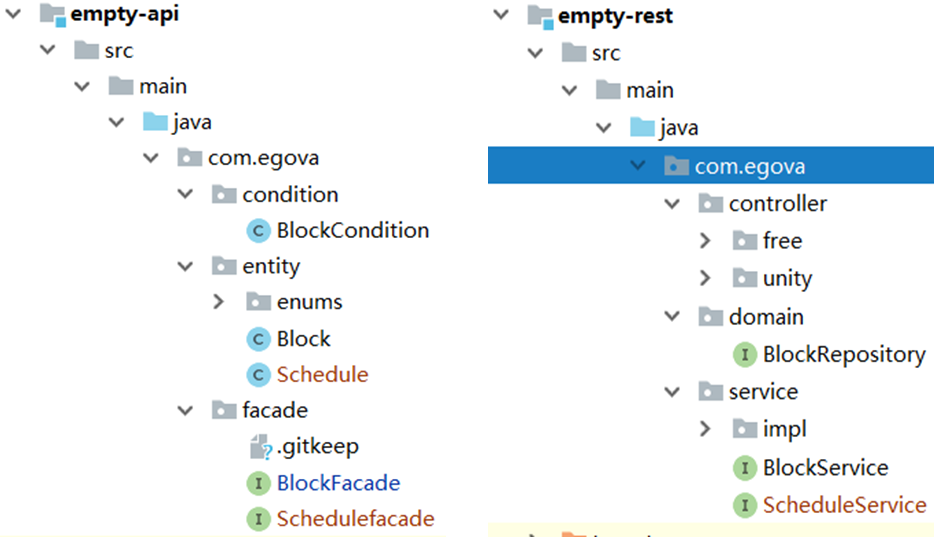 empty-api
src
main
java
com.egova
condition
BlockCondition
entity
enums
Block
Schedule
facade
.gitkeep
BlockFacade
Schedulefacade
empty-rest
src
main
java
com.egova
controller
free
unity
domain
BlockRepository
service
impl
BlockService
ScheduleService